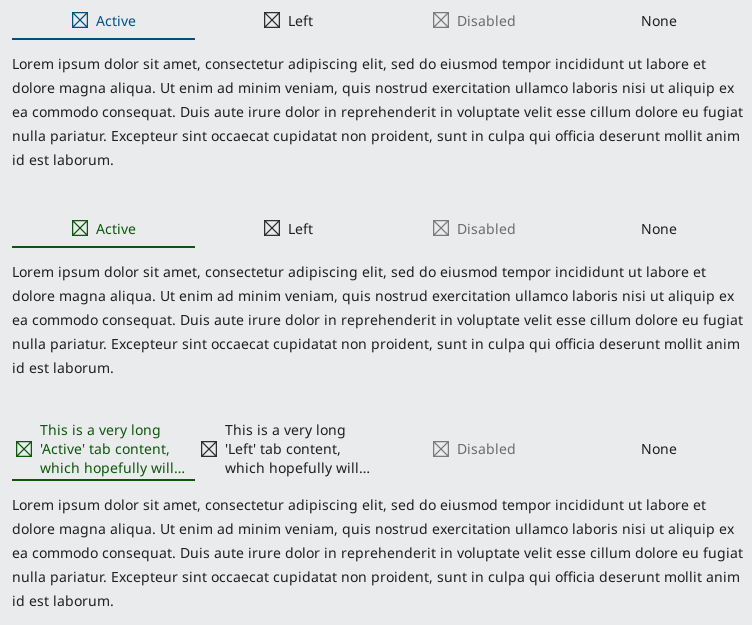 Active Left Disabled None
Lorem ipsum dolor sit amet, consectetur adipiscing elit, sed do eiusmod tempor incididunt ut labore et
dolore magna aliqua. Ut enim ad minim veniam, quis nostrud exercitation ullamco laboris nisi ut aliquip ex
ea commodo consequat. Duis aute irure dolor in reprehenderit in voluptate velit esse cillum dolore eu fugiat
nulla pariatur. Excepteur sint occaecat cupidatat non proident, sunt in culpa qui officia deserunt mollit anim
id est laborum.
Active Left Disabled None
Lorem ipsum dolor sit amet, consectetur adipiscing elit, sed do eiusmod tempor incididunt ut labore et
dolore magna aliqua. Ut enim ad minim veniam, quis nostrud exercitation ullamco laboris nisi ut aliquip ex
ea commodo consequat. Duis aute irure dolor in reprehenderit in voluptate velit esse cillum dolore eu fugiat
nulla pariatur. Excepteur sint occaecat cupidatat non proident, sunt in culpa qui officia deserunt mollit anim
id est laborum.
This is a very long
'Active' tab content,
which hopefully will...
This is a very long
'Left' tab content,
which hopefully will...
Disabled
None
Lorem ipsum dolor sit amet, consectetur adipiscing elit, sed do eiusmod tempor incididunt ut labore et
dolore magna aliqua. Ut enim ad minim veniam, quis nostrud exercitation ullamco laboris nisi ut aliquip ex
ea commodo consequat. Duis aute irure dolor in reprehenderit in voluptate velit esse cillum dolore eu fugiat
nulla pariatur. Excepteur sint occaecat cupidatat non proident, sunt in culpa qui officia deserunt mollit anim
id est laborum.